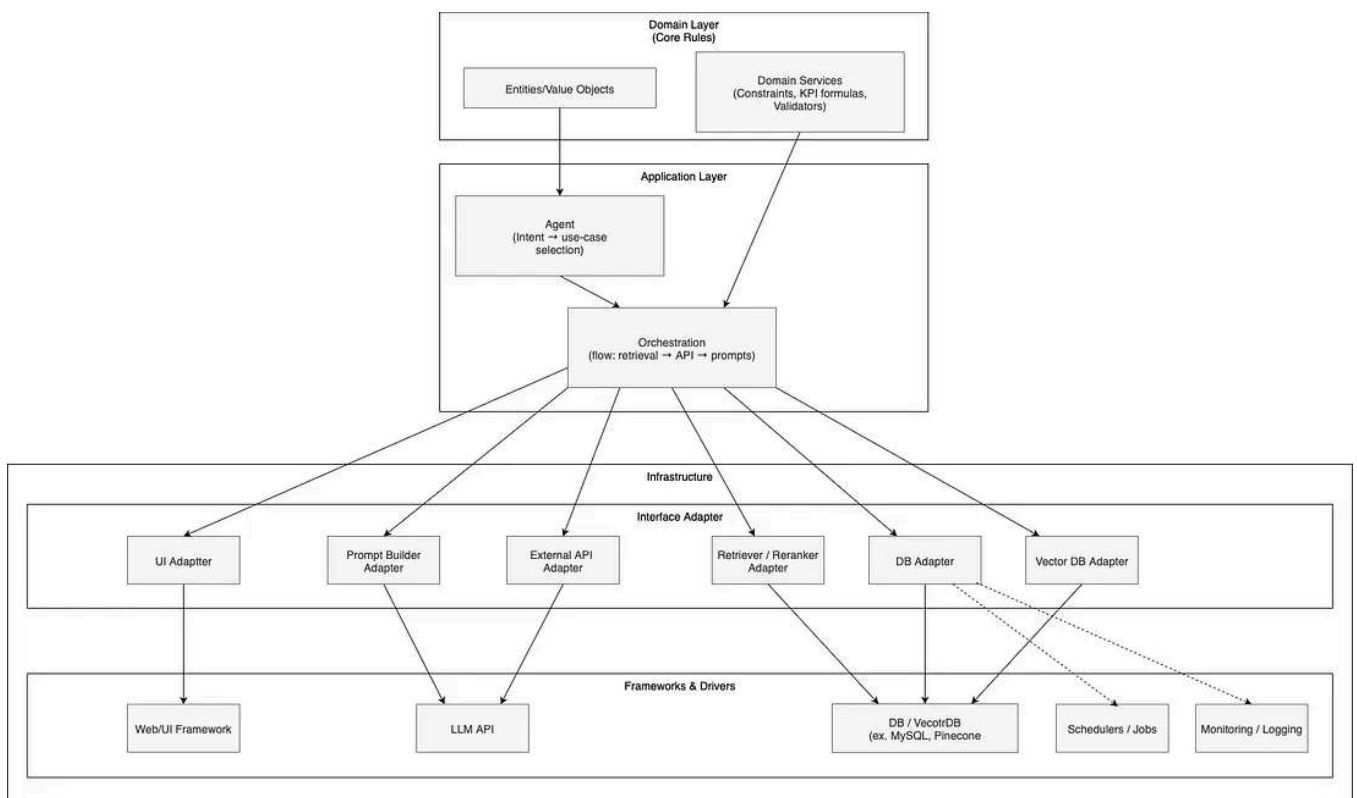 Domain Layer
(Core Rules)
Entities/Value Objects
Domain Services
(Constraints, KPI formulas,
Validators)
Application Layer
Agent
(Intent → use-case
selection)
Orchestration
(flow: retrieval → API → prompts)
Infrastructure
Interface Adapter
UI Adaptter
Prompt Builder
Adapter
External API
Adapter
Retriever / Reranker
Adapter
DB Adapter
Vector DB Adapter
Frameworks & Drivers
Web/UI Framework
LLM API
DB / VecotrDB
(ex. MySQL, Pinecone
Schedulers / Jobs
Monitoring / Logging